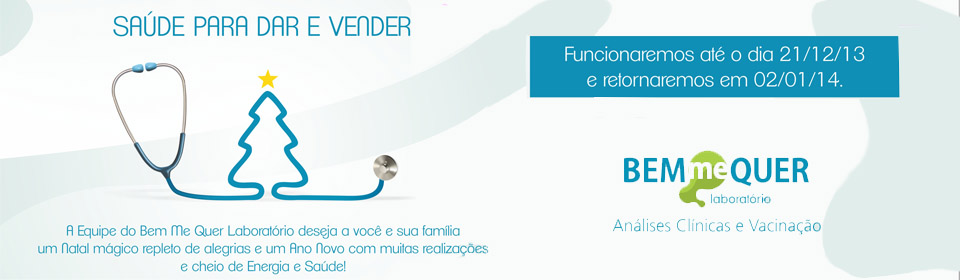 SAÚDE PARA DAR E VENDER
A Equipe do Bem Me Quer Laboratório deseja a você e sua família
um Natal mágico repleto de alegrias e um Ano Novo com muitas realizações
e cheio de Energia e Saúde!
Funcionaremos até o dia 21/12/13
e retornaremos em 02/01/14.
BEM me QUER
laboratório
Análises Clínicas e Vacinação